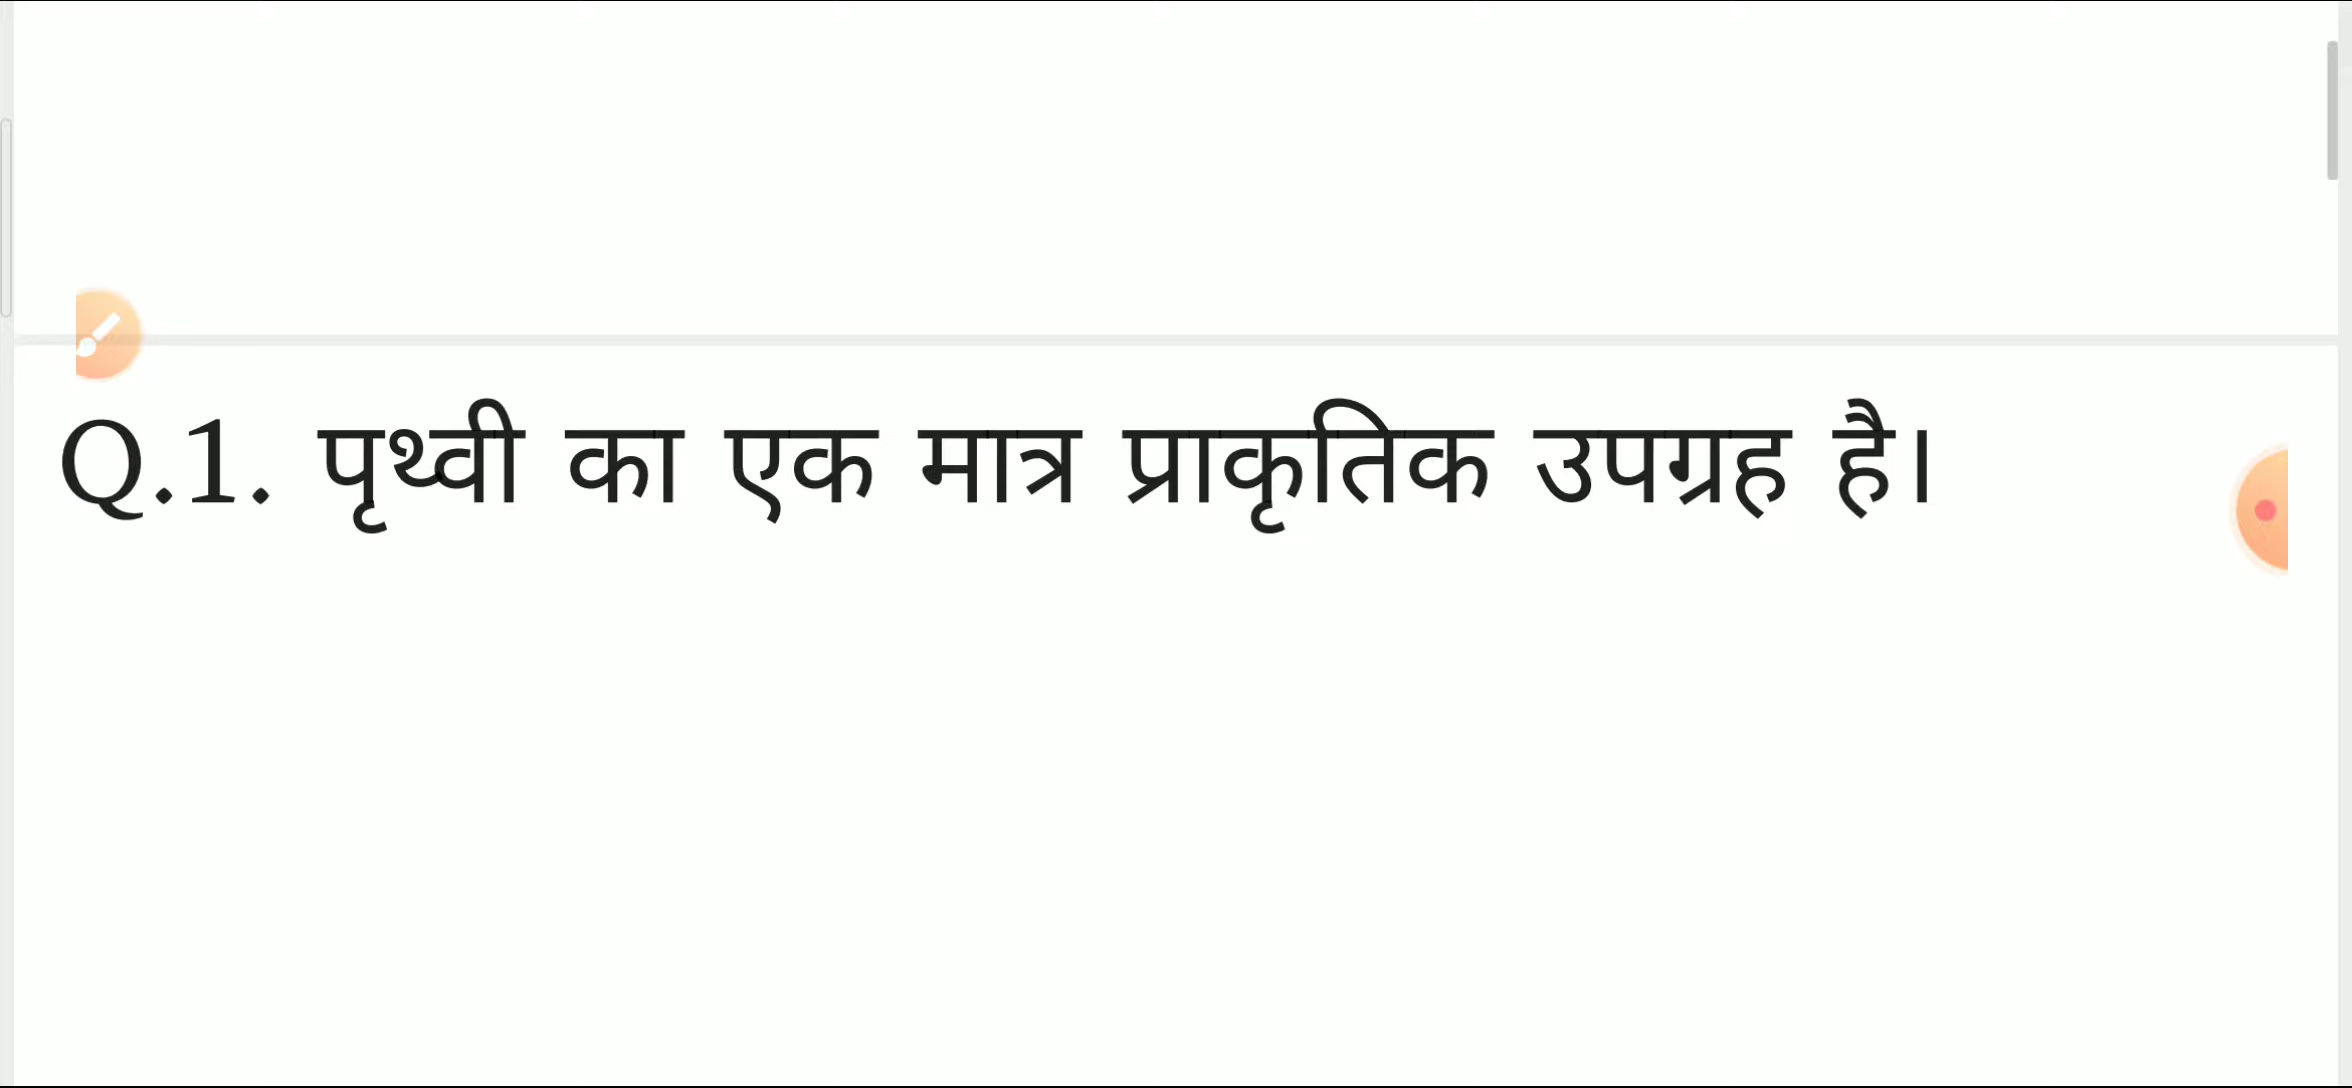 Q.1. पृथ्वी का एक मात्र प्राकृतिक उपग्रह है।